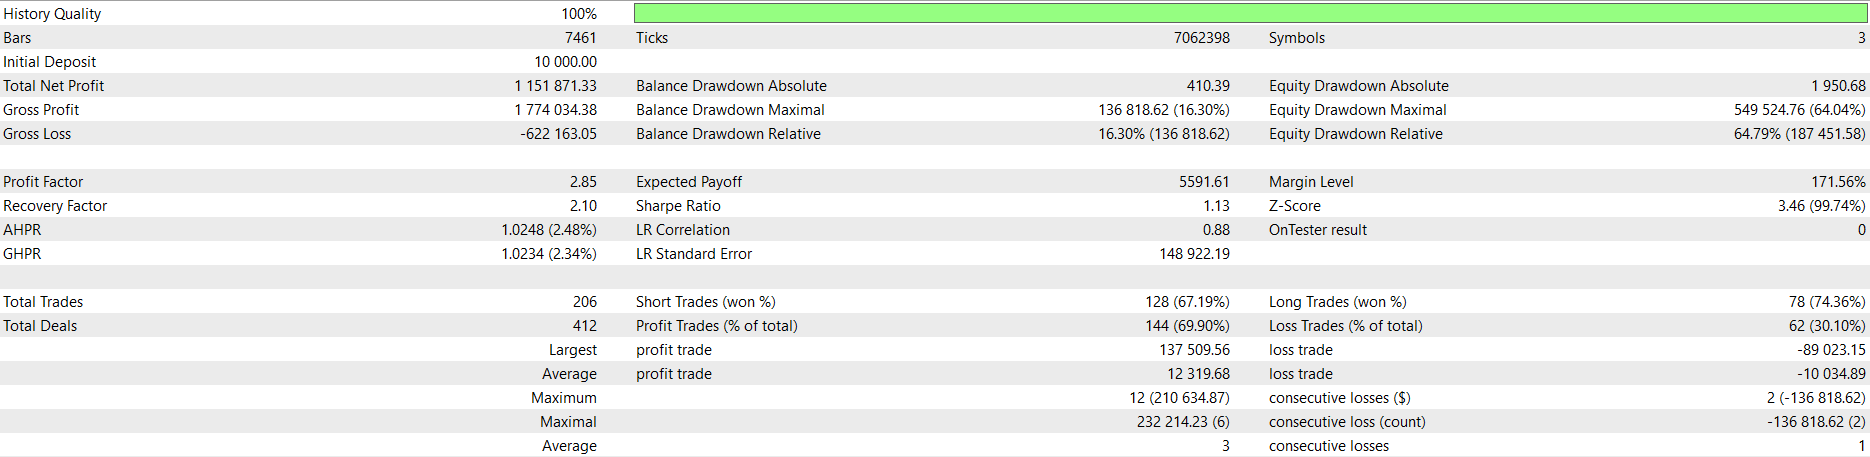 History Quality 100%
Bars 7461 Ticks 7062398 Symbols 3
Initial Deposit 10 000.00
Total Net Profit 1 151 871.33 Balance Drawdown Absolute 410.39 Equity Drawdown Absolute 1 950.68
Gross Profit 1 774 034.38 Balance Drawdown Maximal 136 818.62 (16.30%) Equity Drawdown Maximal 549 524.76 (64.04%)
Gross Loss -622 163.05 Balance Drawdown Relative 16.30% (136 818.62) Equity Drawdown Relative 64.79% (187 451.58)
Profit Factor 2.85 Expected Payoff 5591.61 Margin Level 171.56%
Recovery Factor 2.10 Sharpe Ratio 1.13 Z-Score 3.46 (99.74%)
AHPR 1.0248 (2.48%) LR Correlation 0.88 OnTester result 0
GHPR 1.0234 (2.34%) LR Standard Error 148 922.19
Total Trades 206 Short Trades (won %) 128 (67.19%) Long Trades (won %) 78 (74.36%)
Total Deals 412 Profit Trades (% of total) 144 (69.90%) Loss Trades (% of total) 62 (30.10%)
Largest profit trade 137 509.56 loss trade -89 023.15
Average profit trade 12 319.68 loss trade -10 034.89
Maximum 12 (210 634.87) consecutive losses ($) 2 (-136 818.62)
Maximal 232 214.23 (6) consecutive loss (count) -136 818.62 (2)
Average 3 consecutive losses 1